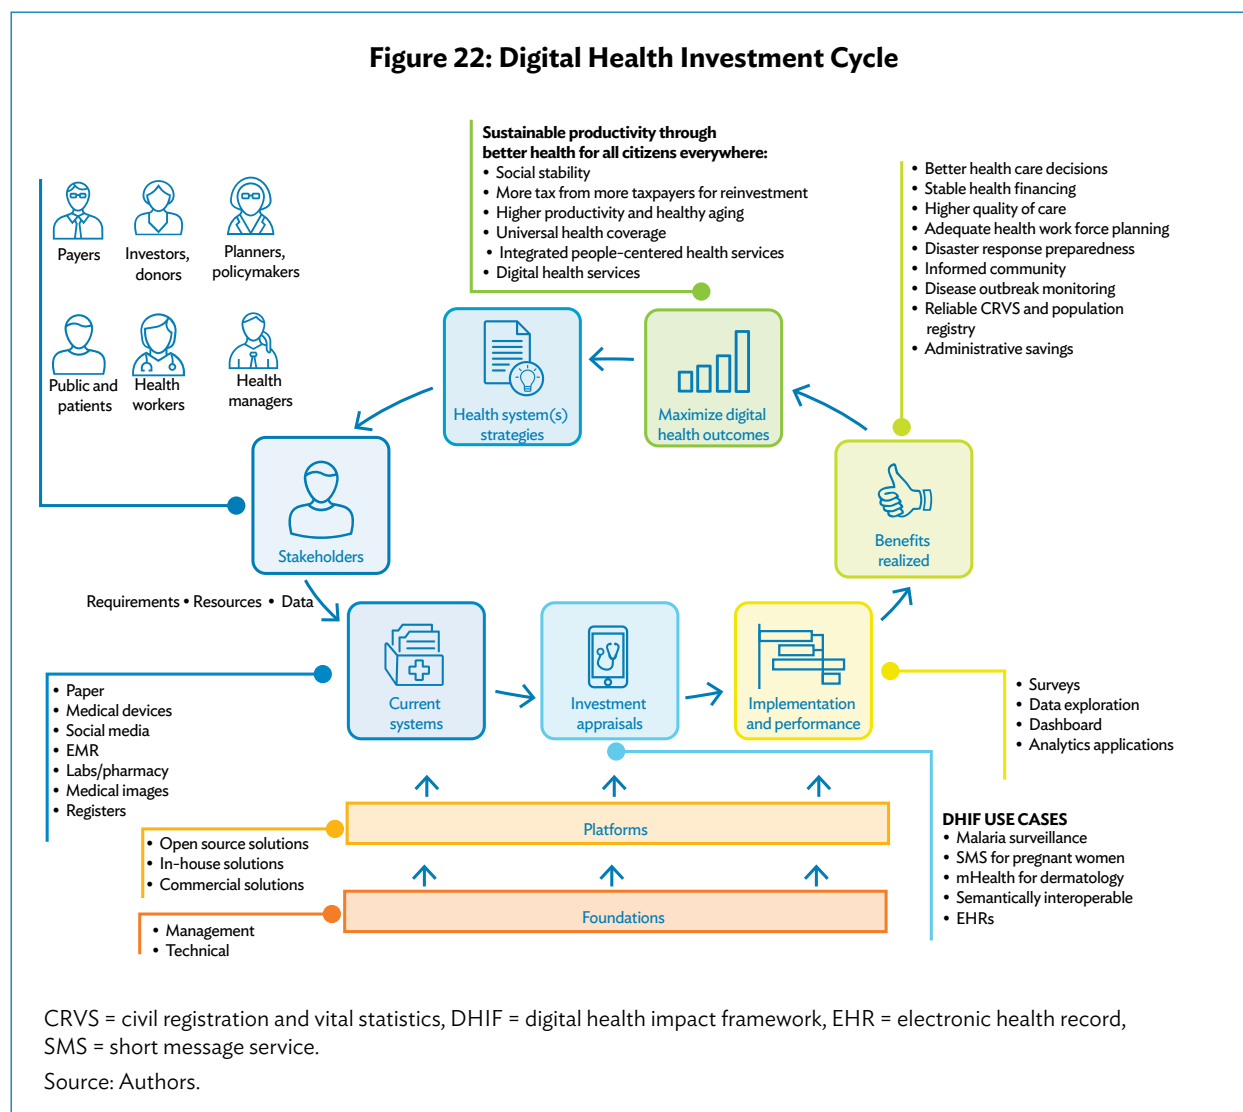 Figure 22: Digital Health Investment Cycle
Payers
Investors,
donors
Planners,
policymakers
Public and
patients
Health
workers
Health
managers
Sustainable productivity through
better health for all citizens everywhere:
• Social stability
• More tax from more taxpayers for reinvestment
• Higher productivity and healthy aging
• Universal health coverage
• Integrated people-centered health services
• Digital health services
• Better health care decisions
• Stable health financing
• Higher quality of care
• Adequate health work force planning
• Disaster response preparedness
• Informed community
• Disease outbreak monitoring
• Reliable CRVS and population
registry
• Administrative savings
Health system(s)
strategies
Maximize digital
health outcomes
Stakeholders
Benefits
realized
Requirements • Resources • Data
Current
systems
Investment
appraisals
Implementation
and performance
• Paper
• Medical devices
• Social media
• EMR
• Labs/pharmacy
• Medical images
• Registers
• Surveys
• Data exploration
• Dashboard
• Analytics applications
Platforms
• Open source solutions
• In-house solutions
• Commercial solutions
DHIF USE CASES
• Malaria surveillance
• SMS for pregnant women
• mHealth for dermatology
• Semantically interoperable
• EHRs
Foundations
• Management
• Technical
CRVS = civil registration and vital statistics, DHIF = digital health impact framework, EHR = electronic health record,
SMS = short message service.
Source: Authors.